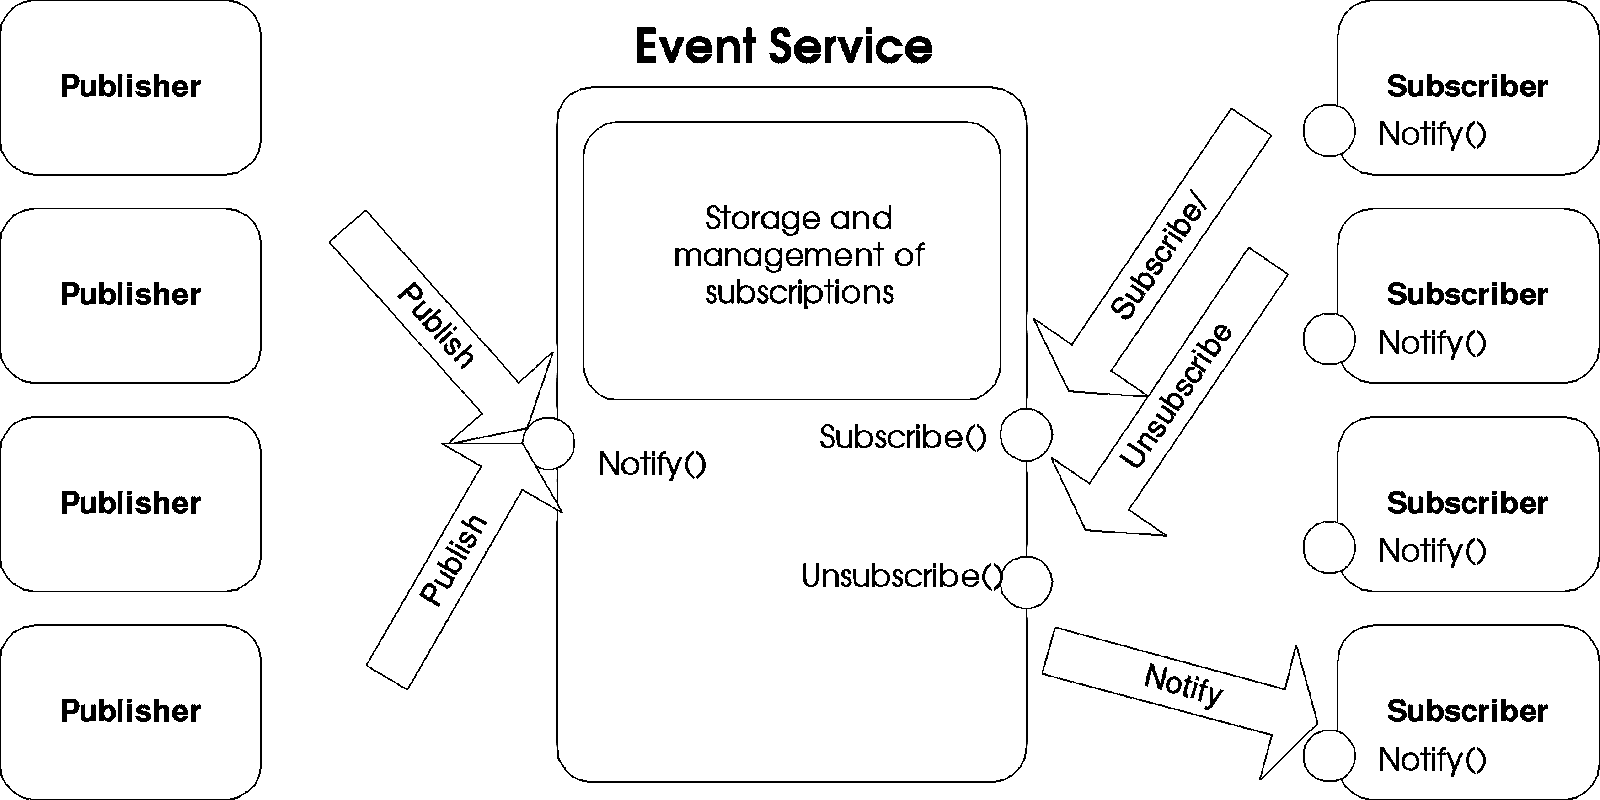 Event Service
Publisher
Publisher
Publisher
Publisher
Publish
Publish
Storage and
management of
subscriptions
Notify()
Subscribe()
Unsubscribe()
Subscribe/
Unsubscribe
Notify
Subscriber
Notify()
Subscriber
Notify()
Subscriber
Notify()
Subscriber
Notify()